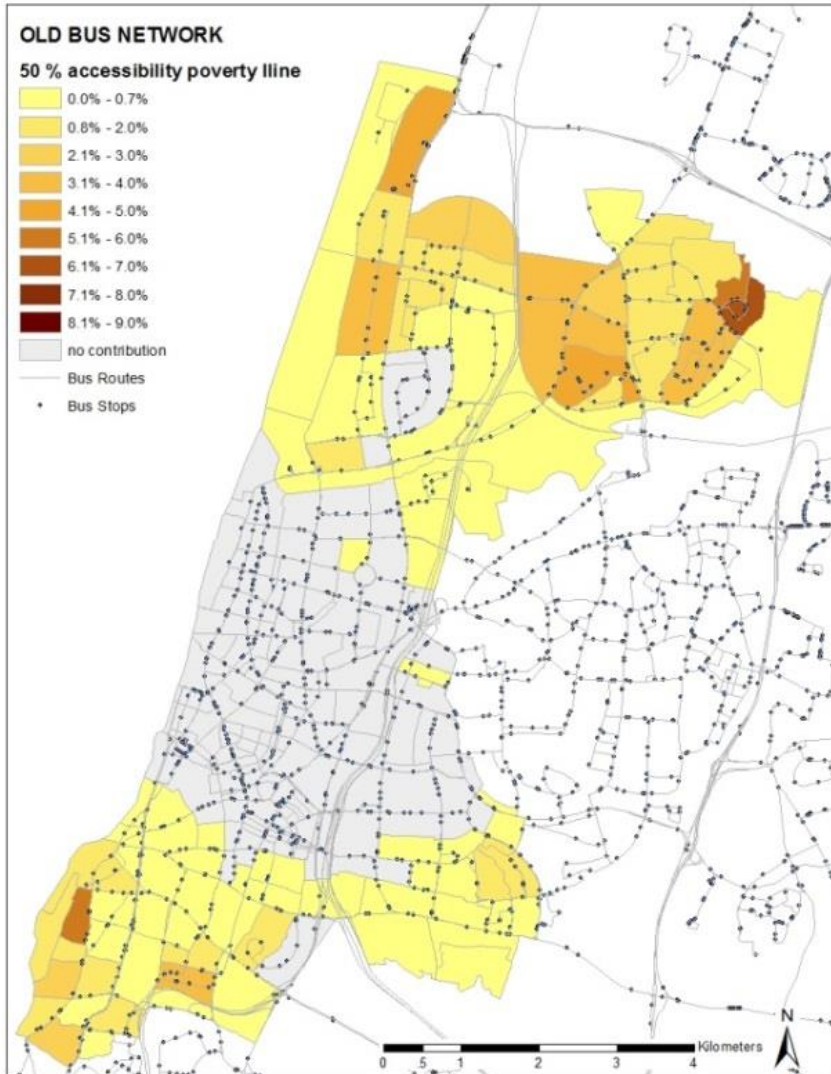 OLD BUS NETWORK
50 % accessibility poverty lline
0.0% - 0.7%
0.8% - 2.0%
2.1% - 3.0%
3.1% - 4.0%
4.1% - 5.0%
5.1% - 6.0%
6.1% - 7.0%
7.1% - 8.0%
8.1% - 9.0%
no contribution
Bus Routes
Bus Stops
N
Kilometers
0 .5 1 2 3 4